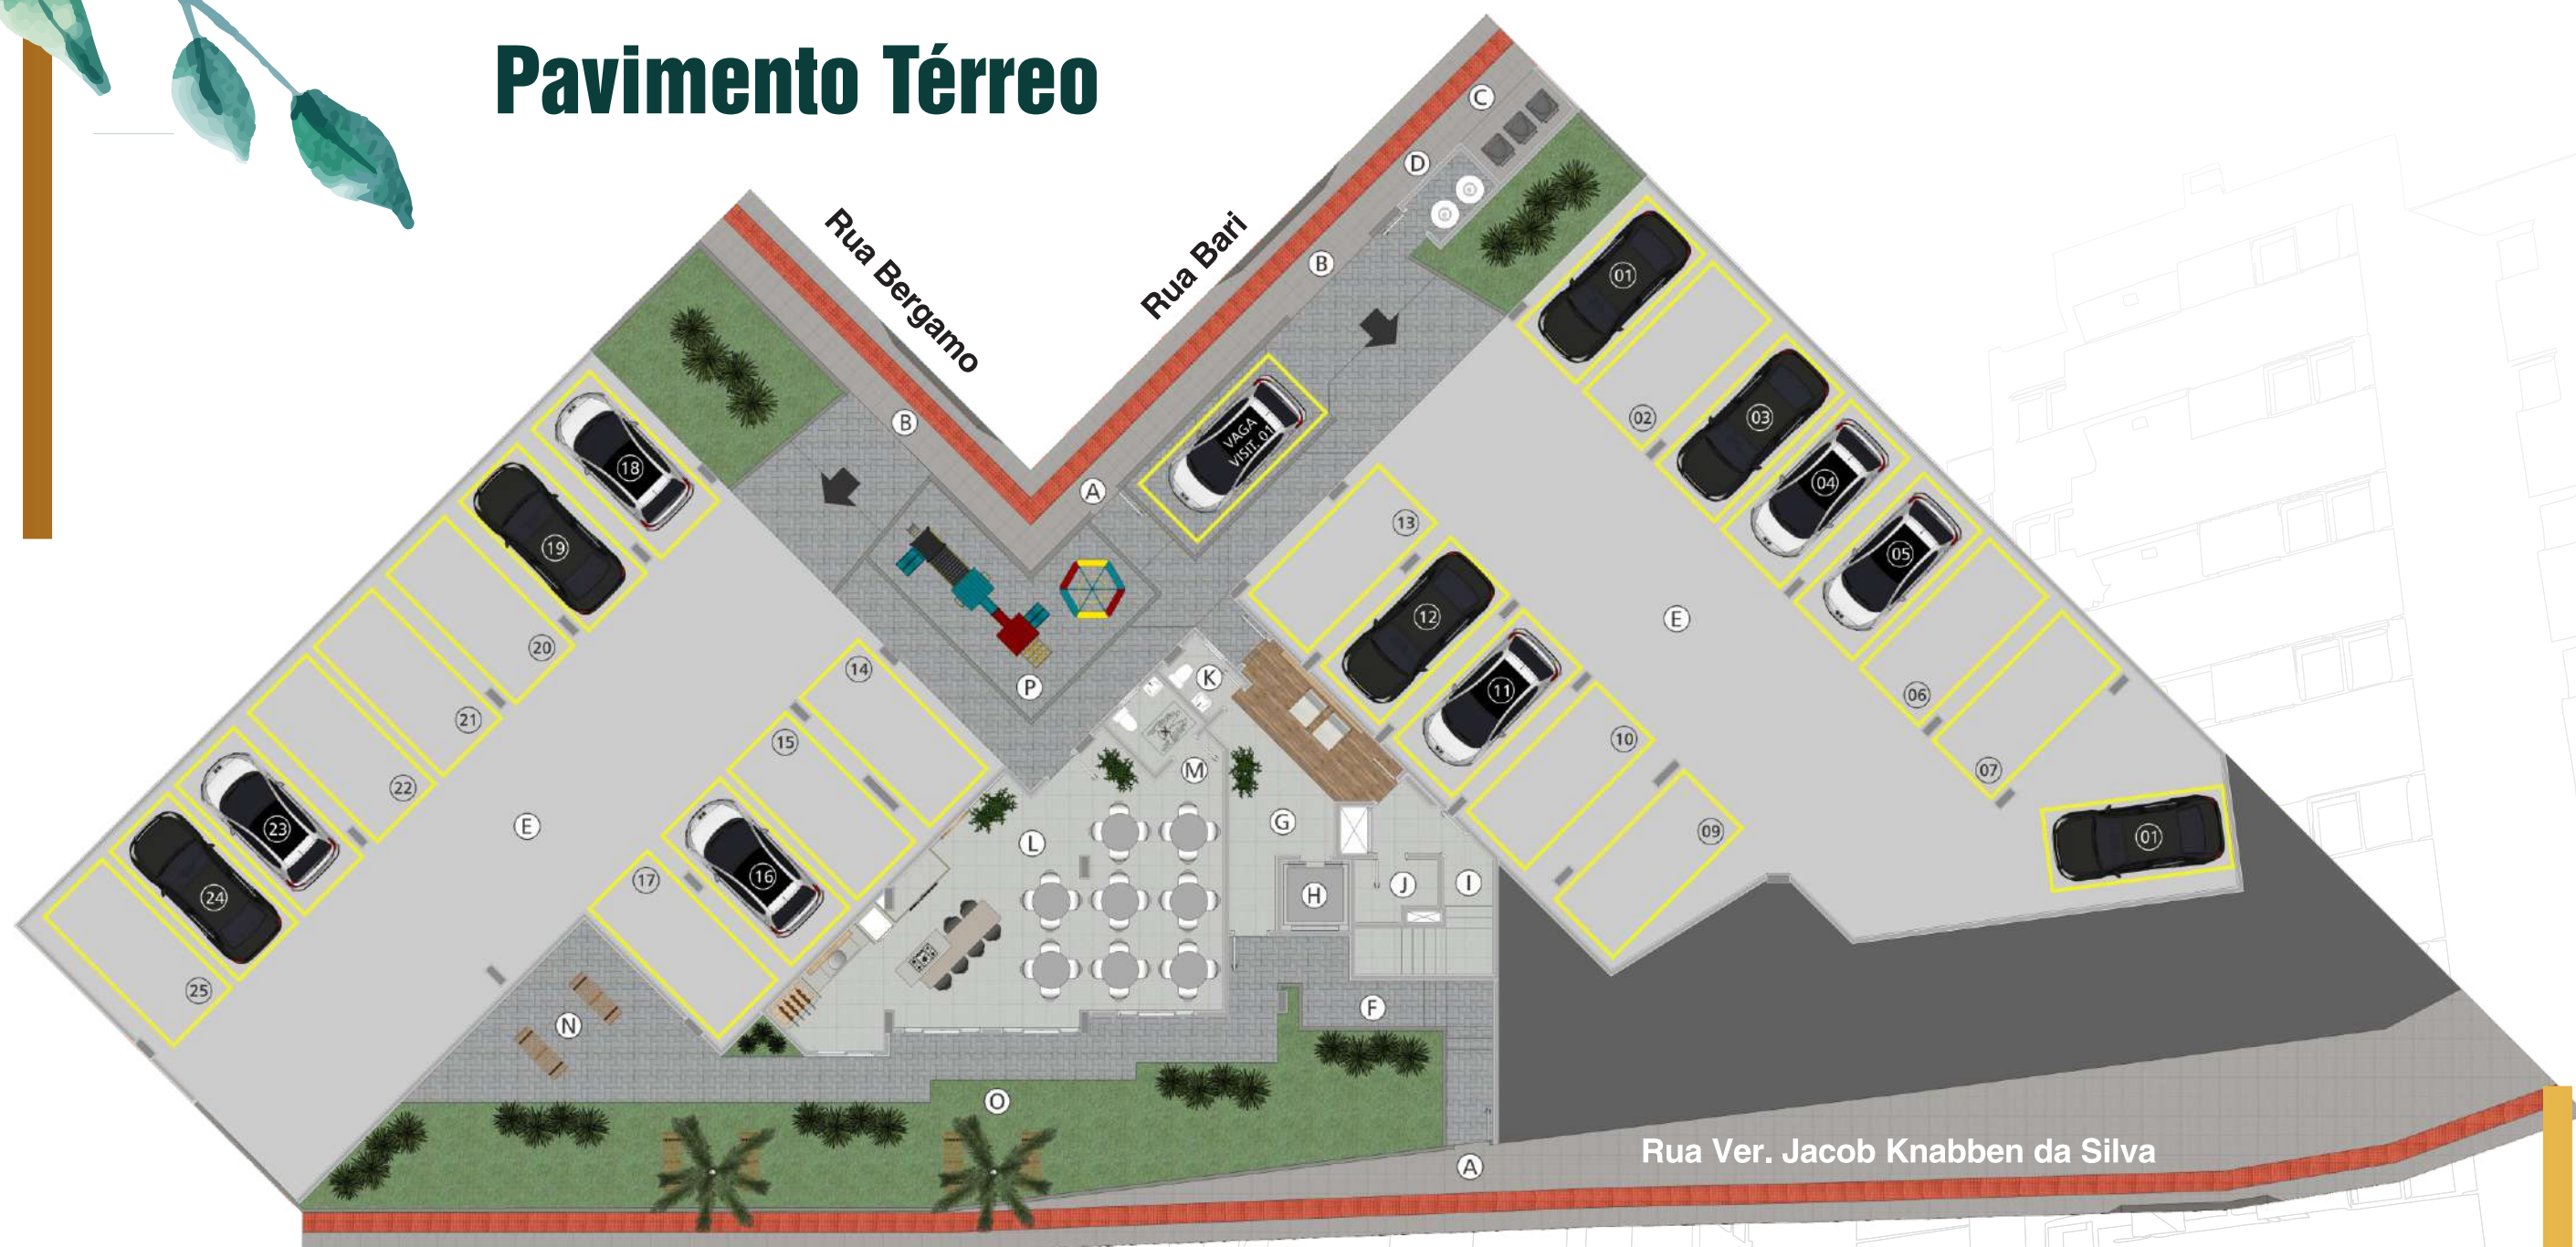 Pavimento Térreo
Rua Bergamo
Rua Bari
C
D
B
B
A
01
02
03
04
05
06
07
01
E
13
12
11
10
09
VAGA
VISIT. 01
18
19
20
21
22
23
24
25
E
14
15
16
17
P
K
M
L
G
H
J
I
F
N
O
A
Rua Ver. Jacob Knabben da Silva